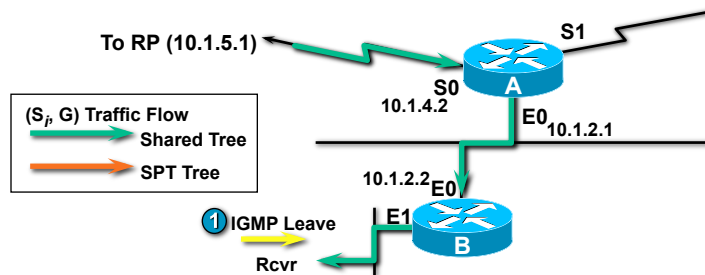 To RP (10.1.5.1)
S1
S0
A
10.1.4.2
E0
10.1.2.1
(Si, G) Traffic Flow
Shared Tree
SPT Tree
10.1.2.2
E0
1 IGMP Leave
E1
B
Rcvr